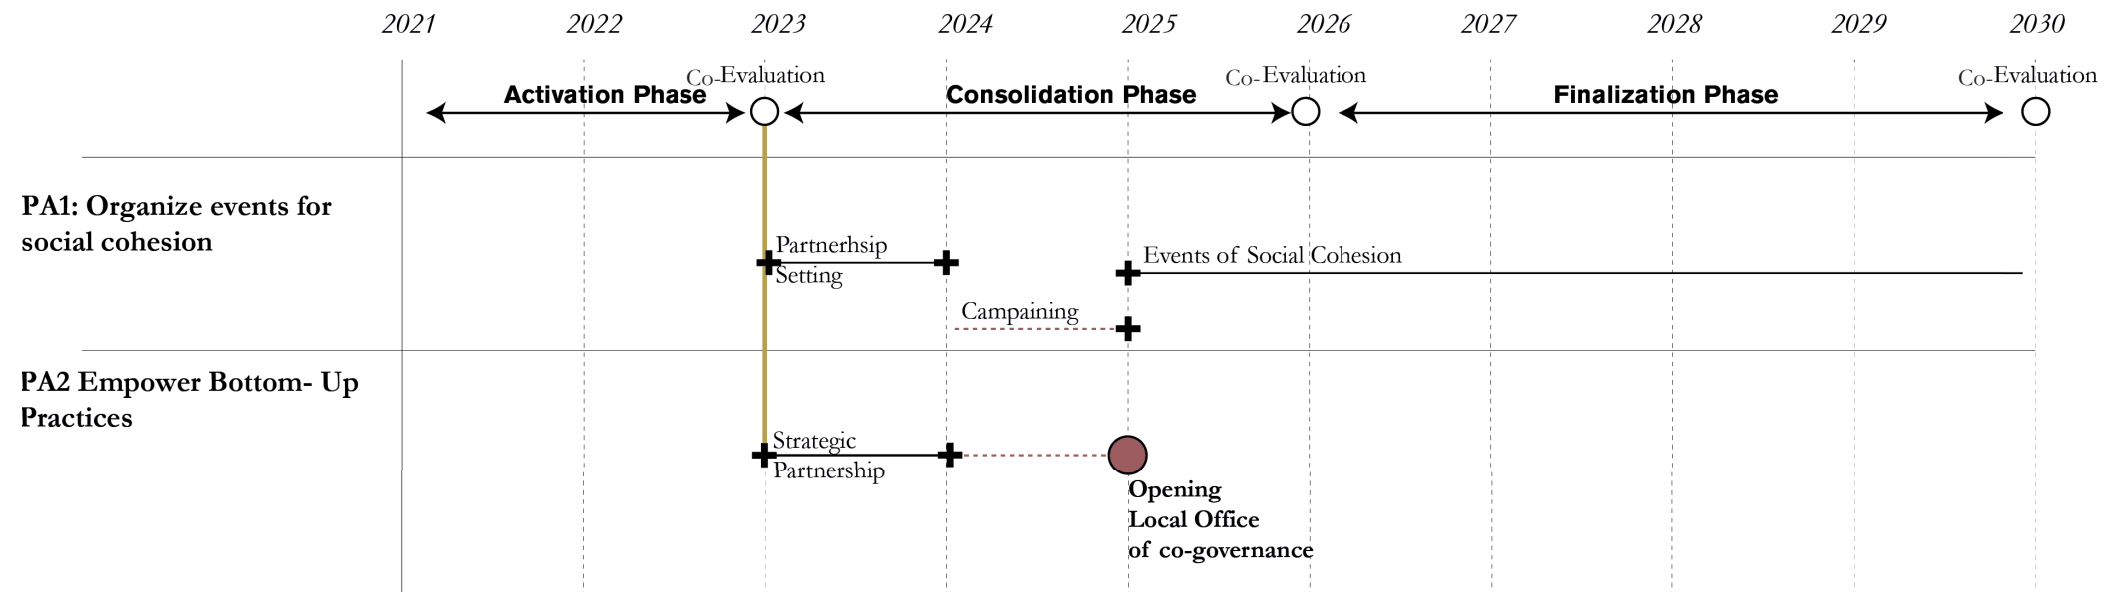 2021 2022 2023 2024 2025 2026 2027 2028 2029 2030
Co-Evaluation Co-Evaluation Co-Evaluation
Activation Phase Consolidation Phase Finalization Phase
PA1: Organize events for
social cohesion
Partnerhsip
Setting
Events of Social Cohesion
Campaining
PA2 Empower Bottom- Up
Practices
Strategic
Partnership
Opening
Local Office
of co-governance